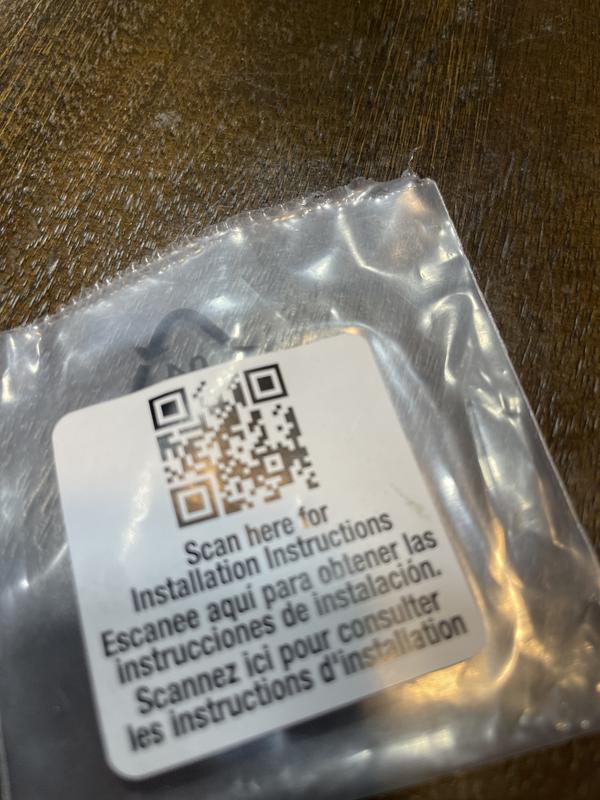 04
Scan here for
Installation Instructions
Escanee aquí para obtener las
instrucciones de instalación.
Scannez ici pour consulter
les instructions d'installation